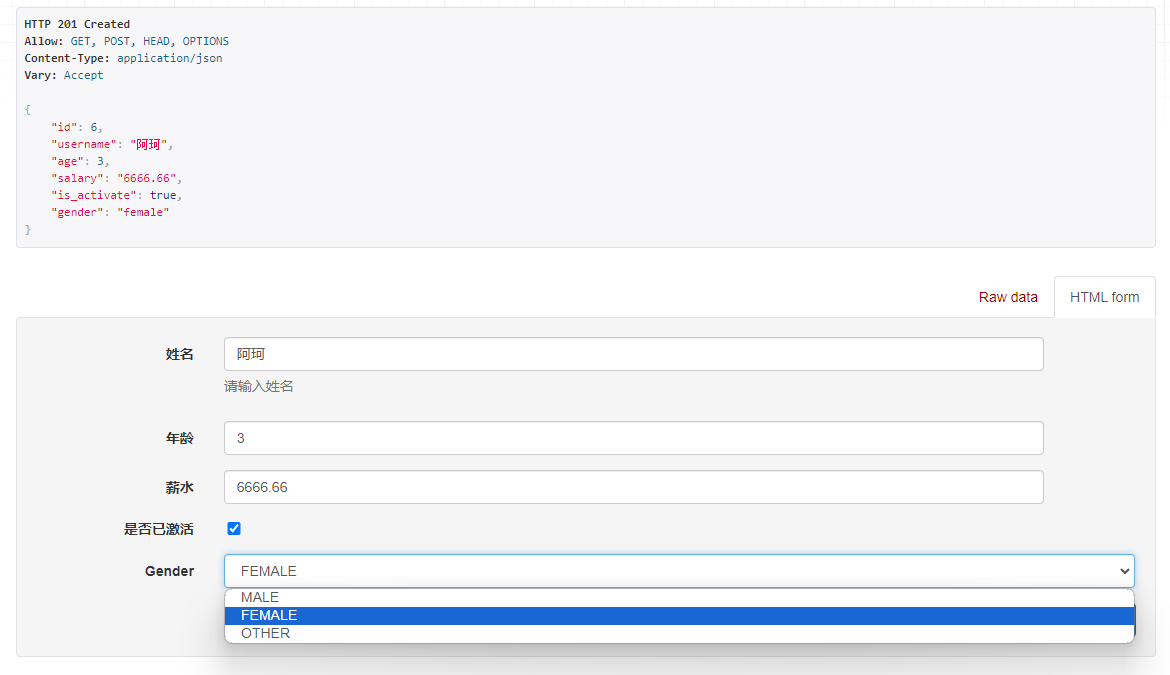 HTTP 201 Created
Allow: GET, POST, HEAD, OPTIONS
Content-Type: application/json
Vary: Accept
{
"id": 6,
"username": "阿珂",
"age": 3,
"salary": "6666.66",
"is_activate": true,
"gender": "female"
}
Raw data HTML form
姓名 阿珂
请输入姓名
年龄 3
薪水 6666.66
是否已激活
Gender FEMALE
MALE
FEMALE
OTHER